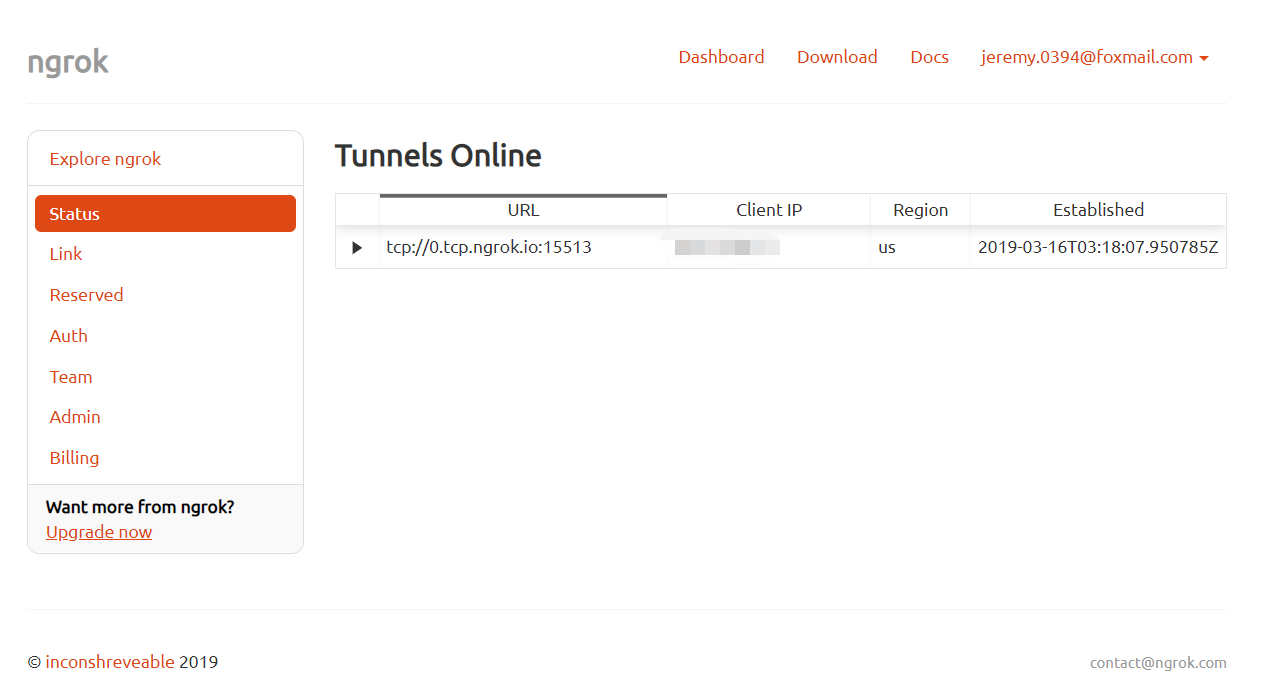 ngrok
Dashboard Download Docs jeremy.0394@foxmail.com
Explore ngrok
Status
Link
Reserved
Auth
Team
Admin
Billing
Want more from ngrok?
Upgrade now
Tunnels Online
URL Client IP Region Established
tcp://0.tcp.ngrok.io:15513 us 2019-03-16T03:18:07.950785Z
© inconshreveable 2019
contact@ngrok.com